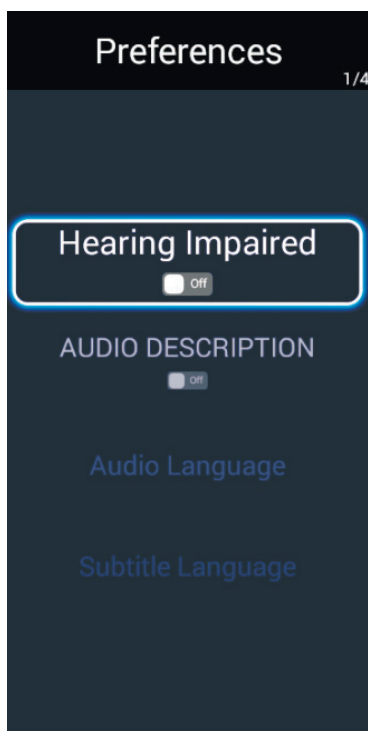 Preferences
1/4
Hearing Impaired
Off
AUDIO DESCRIPTION
Off
Audio Language
Subtitle Language